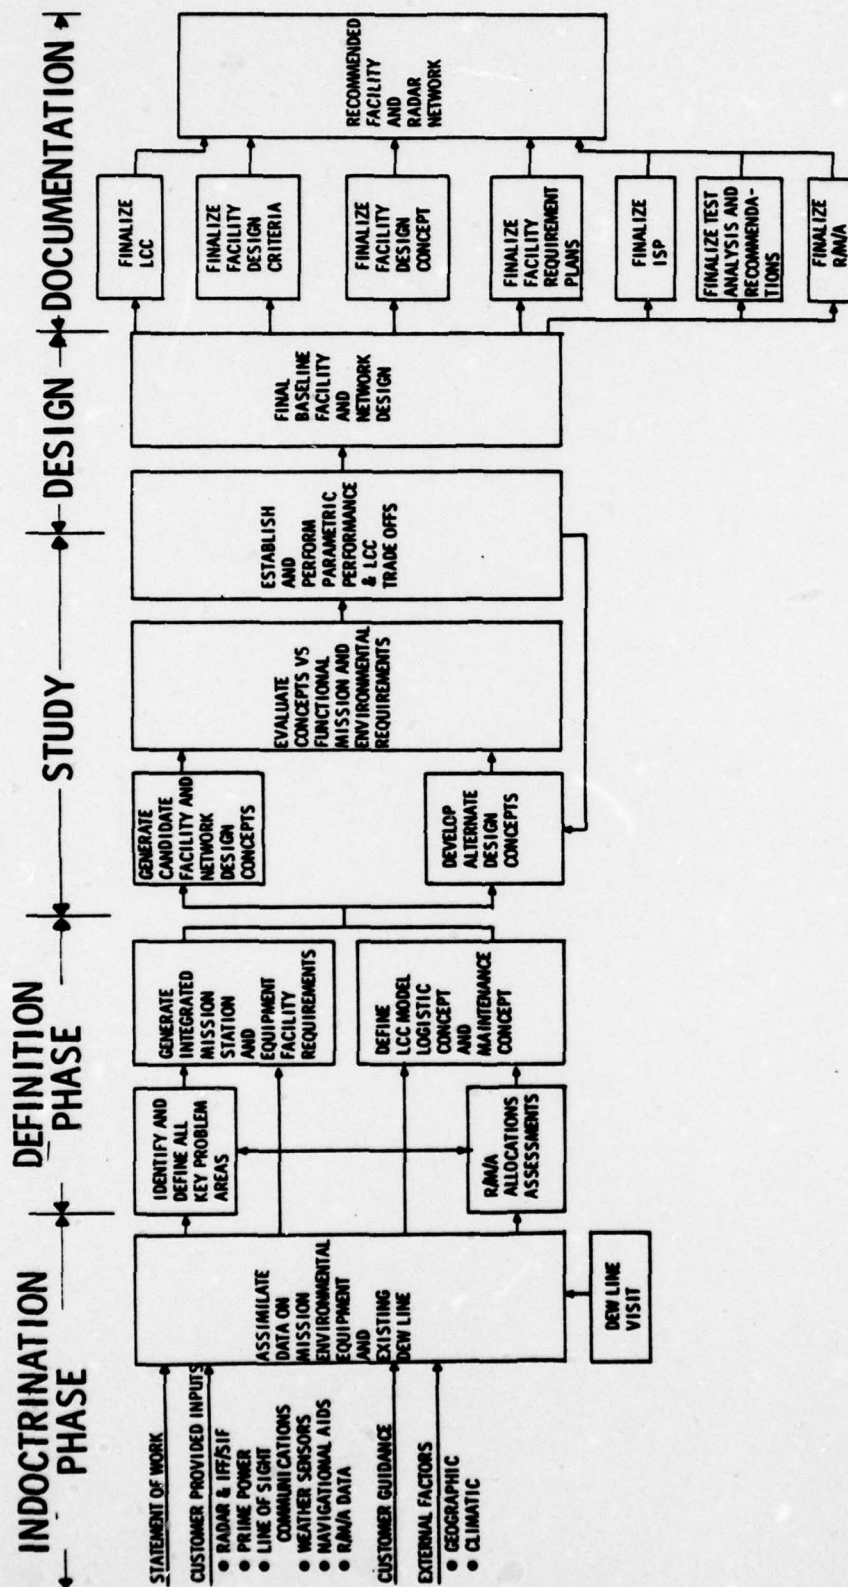 INDOCTRINATION
PHASE
DEFINITION
PHASE
STUDY
DESIGN
DOCUMENTATION
STATEMENT OF WORK
CUSTOMER PROVIDED INPUTS
• RADAR & IFF/SIF
• PRIME POWER
• LINE OF SIGHT
COMMUNICATIONS
• WEATHER SENSORS
• NAVIGATIONAL AIDS
• R/M/A DATA
CUSTOMER GUIDANCE
EXTERNAL FACTORS
• GEOGRAPHIC
• CLIMATIC
ASSIMILATE
DATA ON
MISSION
ENVIRONMENTAL
EQUIPMENT
AND
EXISTING
DEW LINE
DEW LINE
VISIT
IDENTIFY AND
DEFINE ALL
KEY PROBLEM
AREAS
R/M/A
ALLOCATIONS
ASSESSMENTS
GENERATE
INTEGRATED
MISSION
STATION
AND
EQUIPMENT
FACILITY
REQUIREMENTS
DEFINE
LCC MODEL
LOGISTIC
CONCEPT
AND
MAINTENANCE
CONCEPT
GENERATE
CANDIDATE
FACILITY AND
NETWORK
DESIGN
CONCEPTS
DEVELOP
ALTERNATE
DESIGN
CONCEPTS
EVALUATE
CONCEPTS VS
FUNCTIONAL
MISSION AND
ENVIRONMENTAL
REQUIREMENTS
ESTABLISH
AND
PERFORM
PARAMETRIC
PERFORMANCE
& LCC
TRADE OFFS
FINAL
BASELINE
FACILITY
AND
NETWORK
DESIGN
FINALIZE
LCC
FINALIZE
FACILITY
DESIGN
CRITERIA
FINALIZE
FACILITY
DESIGN
CONCEPT
FINALIZE
FACILITY
REQUIREMENT
PLANS
FINALIZE
ISP
FINALIZE TEST
ANALYSIS AND
RECOMMENDA-
TIONS
FINALIZE
R/M/A
RECOMMENDED
FACILITY
AND
RADAR
NETWORK